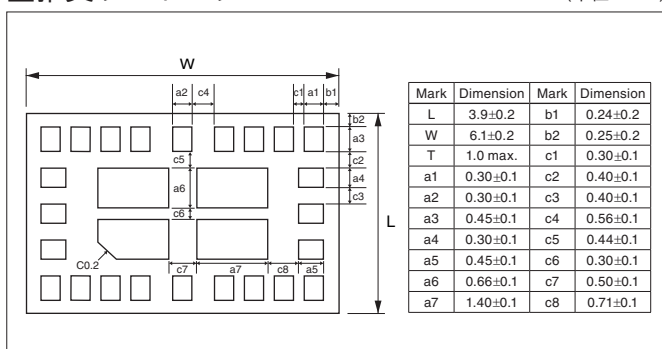 W
a2 c4 c1 a1 b1
b2
a3
c5 c2
a6 a4
c6 c3
L
C0.2
c7 a7 c8 a5
Mark Dimension Mark Dimension
L 3.9±0.2 b1 0.24±0.2
W 6.1±0.2 b2 0.25±0.2
T 1.0 max. c1 0.30±0.1
a1 0.30±0.1 c2 0.40±0.1
a2 0.30±0.1 c3 0.40±0.1
a3 0.45±0.1 c4 0.56±0.1
a4 0.30±0.1 c5 0.44±0.1
a5 0.45±0.1 c6 0.30±0.1
a6 0.66±0.1 c7 0.50±0.1
a7 1.40±0.1 c8 0.71±0.1